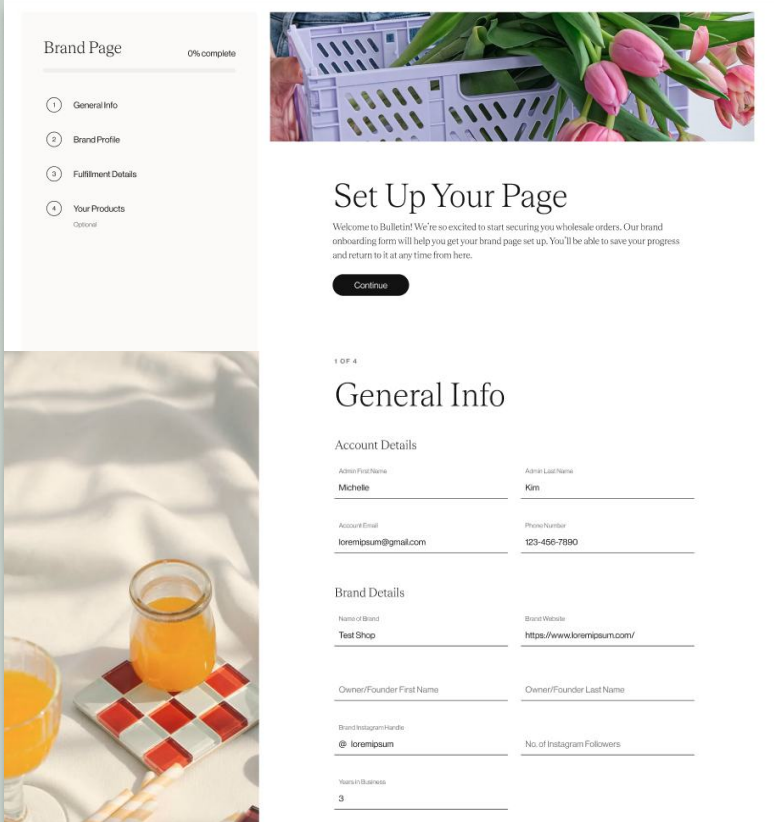 Brand Page
0% complete
1 General Info
2 Brand Profile
3 Fulfillment Details
4 Your Products
Optional
Set Up Your Page
Welcome to Bulletin! We're so excited to start securing you wholesale orders. Our brand
onboarding form will help you get your brand page set up. You'll be able to save your progress
and return to it at any time from here.
Continue
1 OF 4
General Info
Account Details
Admin First Name
Admin Last Name
Michelle
Kim
Account Email
Phone Number
loremipsum@gmail.com
123-456-7890
Brand Details
Name of Brand
Brand Website
Test Shop
https://www.loremipsum.com/
Owner/Founder First Name
Owner/Founder Last Name
Brand Instagram Handle
@ loremipsum
No. of Instagram Followers
Years in Business
3